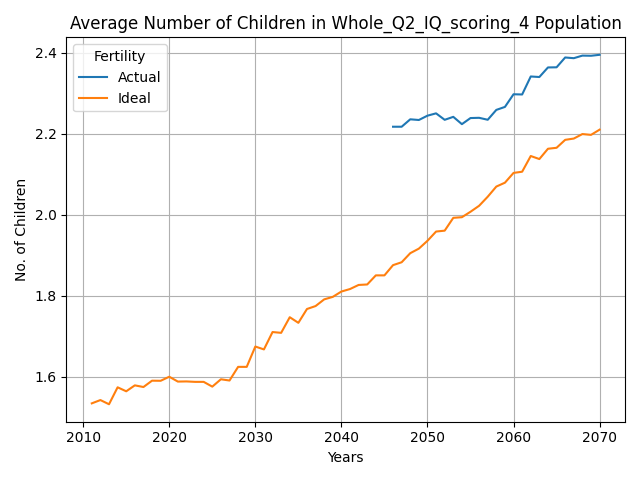 Average Number of Children in Whole_Q2_IQ_scoring_4 Population
Fertility
Actual
Ideal
No. of Children
2.4
2.2
2.0
1.8
1.6
2010 2020 2030 2040 2050 2060 2070
Years